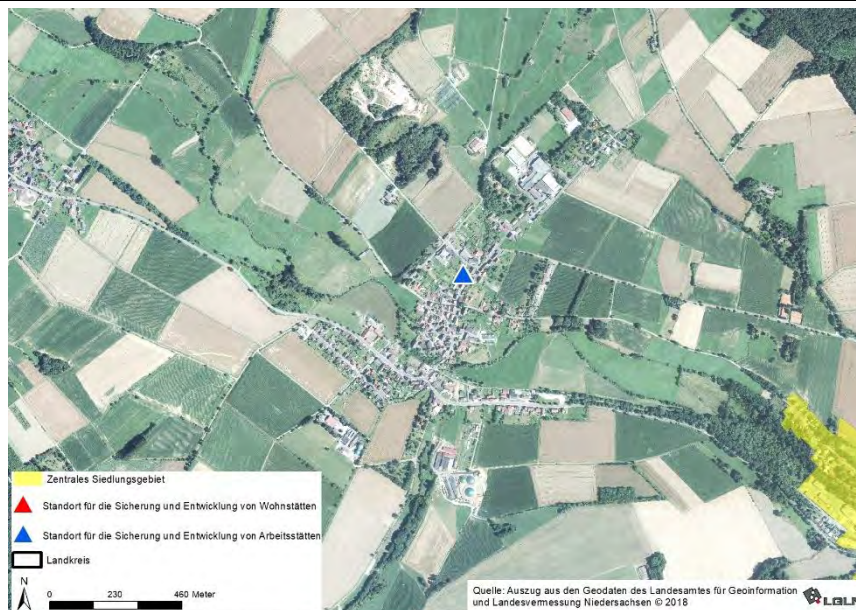 Zentrales Siedlungsgebiet
Standort für die Sicherung und Entwicklung von Wohnstätten
Standort für die Sicherung und Entwicklung von Arbeitsstätten
Landkreis
N
0 230 460 Meter
Quelle: Auszug aus den Geodaten des Landesamtes für Geoinformation
und Landesvermessung Niedersachsen © 2018
LGLN